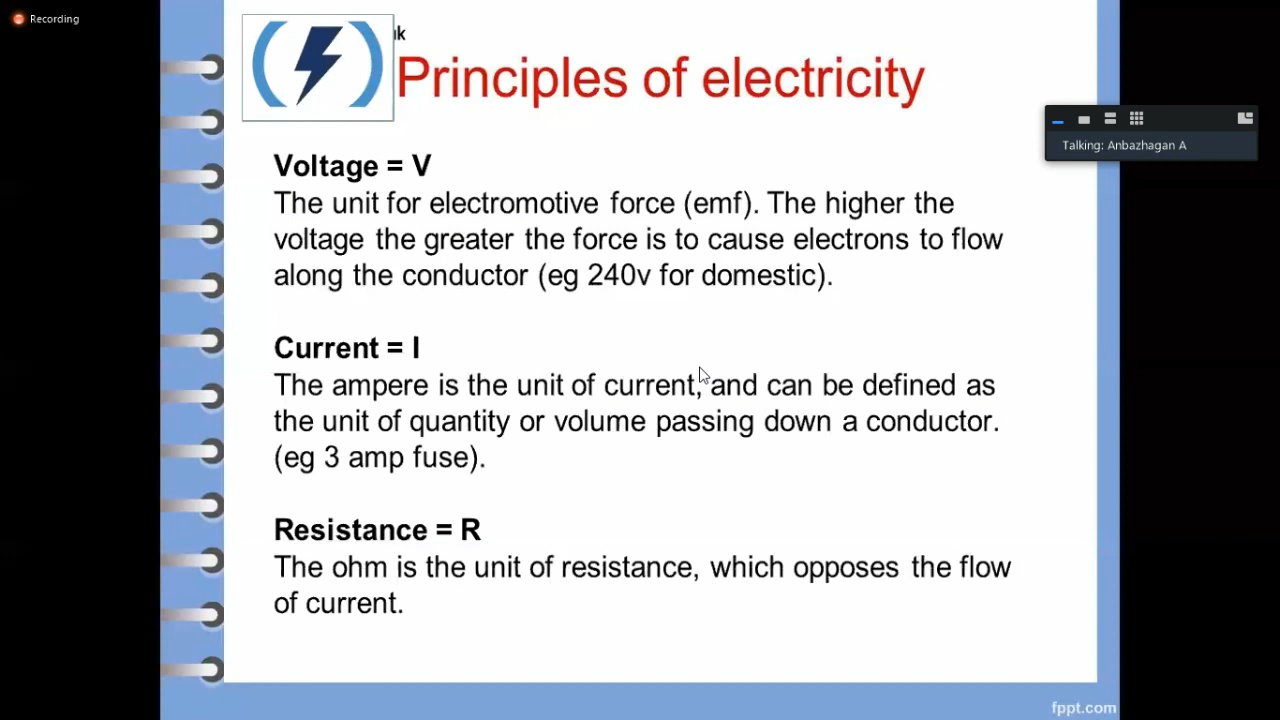 Recording
uk
Principles of electricity
Talking: Anbazhagan A
Voltage = V
The unit for electromotive force (emf). The higher the
voltage the greater the force is to cause electrons to flow
along the conductor (eg 240v for domestic).
Current = I
The ampere is the unit of current, and can be defined as
the unit of quantity or volume passing down a conductor.
(eg 3 amp fuse).
Resistance = R
The ohm is the unit of resistance, which opposes the flow
of current.
fppt.com